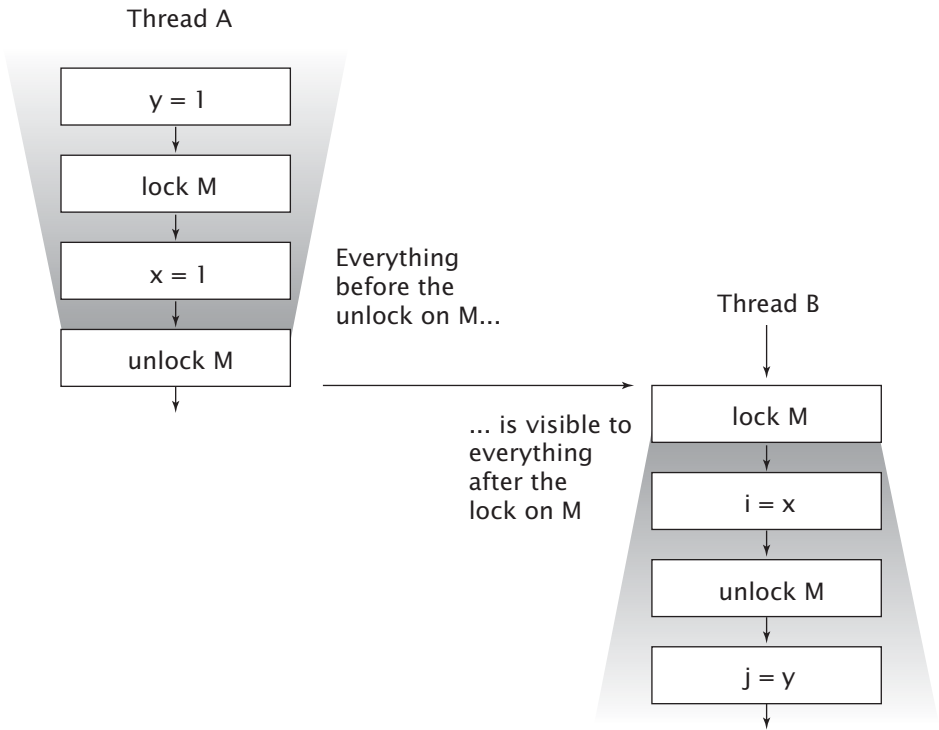 Thread A
y = 1
lock M
x = 1
unlock M
Everything
before the
unlock on M...
Thread B
... is visible to
everything
after the
lock on M
lock M
i = x
unlock M
j = y